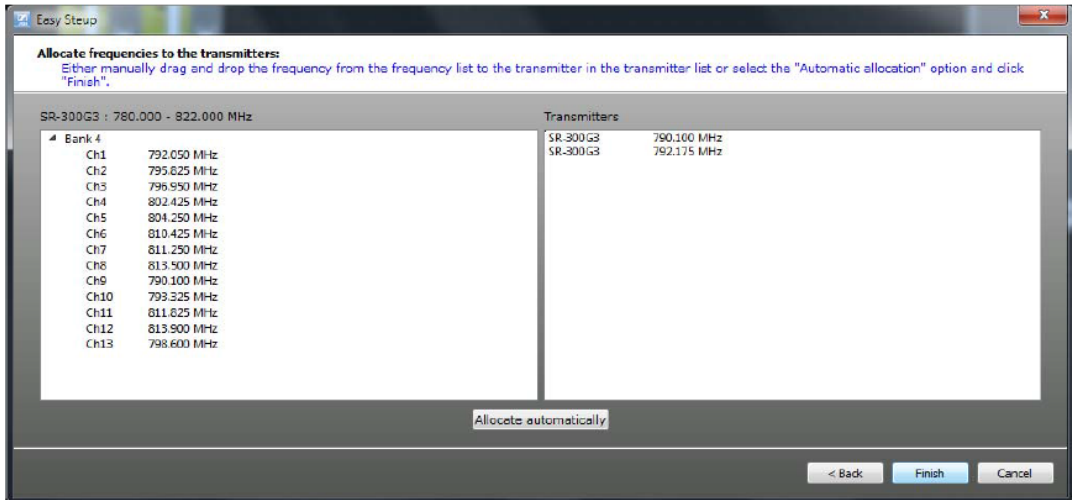 Easy Steup
Allocate frequencies to the transmitters:
Either manually drag and drop the frequency from the frequency list to the transmitter in the transmitter list or select the "Automatic allocation" option and click
"Finish".
SR-300G3 : 780.000 - 822.000 MHz
Bank 4
Ch1 792.050 MHz
Ch2 795.825 MHz
Ch3 796.950 MHz
Ch4 802.425 MHz
Ch5 804.250 MHz
Ch6 810.425 MHz
Ch7 811.250 MHz
Ch8 813.500 MHz
Ch9 790.100 MHz
Ch10 793.325 MHz
Ch11 811.825 MHz
Ch12 813.900 MHz
Ch13 798.600 MHz
Transmitters
SR-300G3 790.100 MHz
SR-300G3 792.175 MHz
Allocate automatically
< Back Finish Cancel